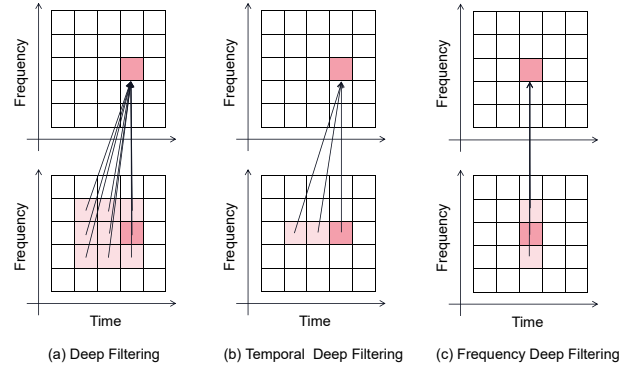 Frequency
Frequency
Frequency
Frequency
Frequency
Frequency
Time
Time
Time
(a) Deep Filtering
(b) Temporal Deep Filtering
(c) Frequency Deep Filtering